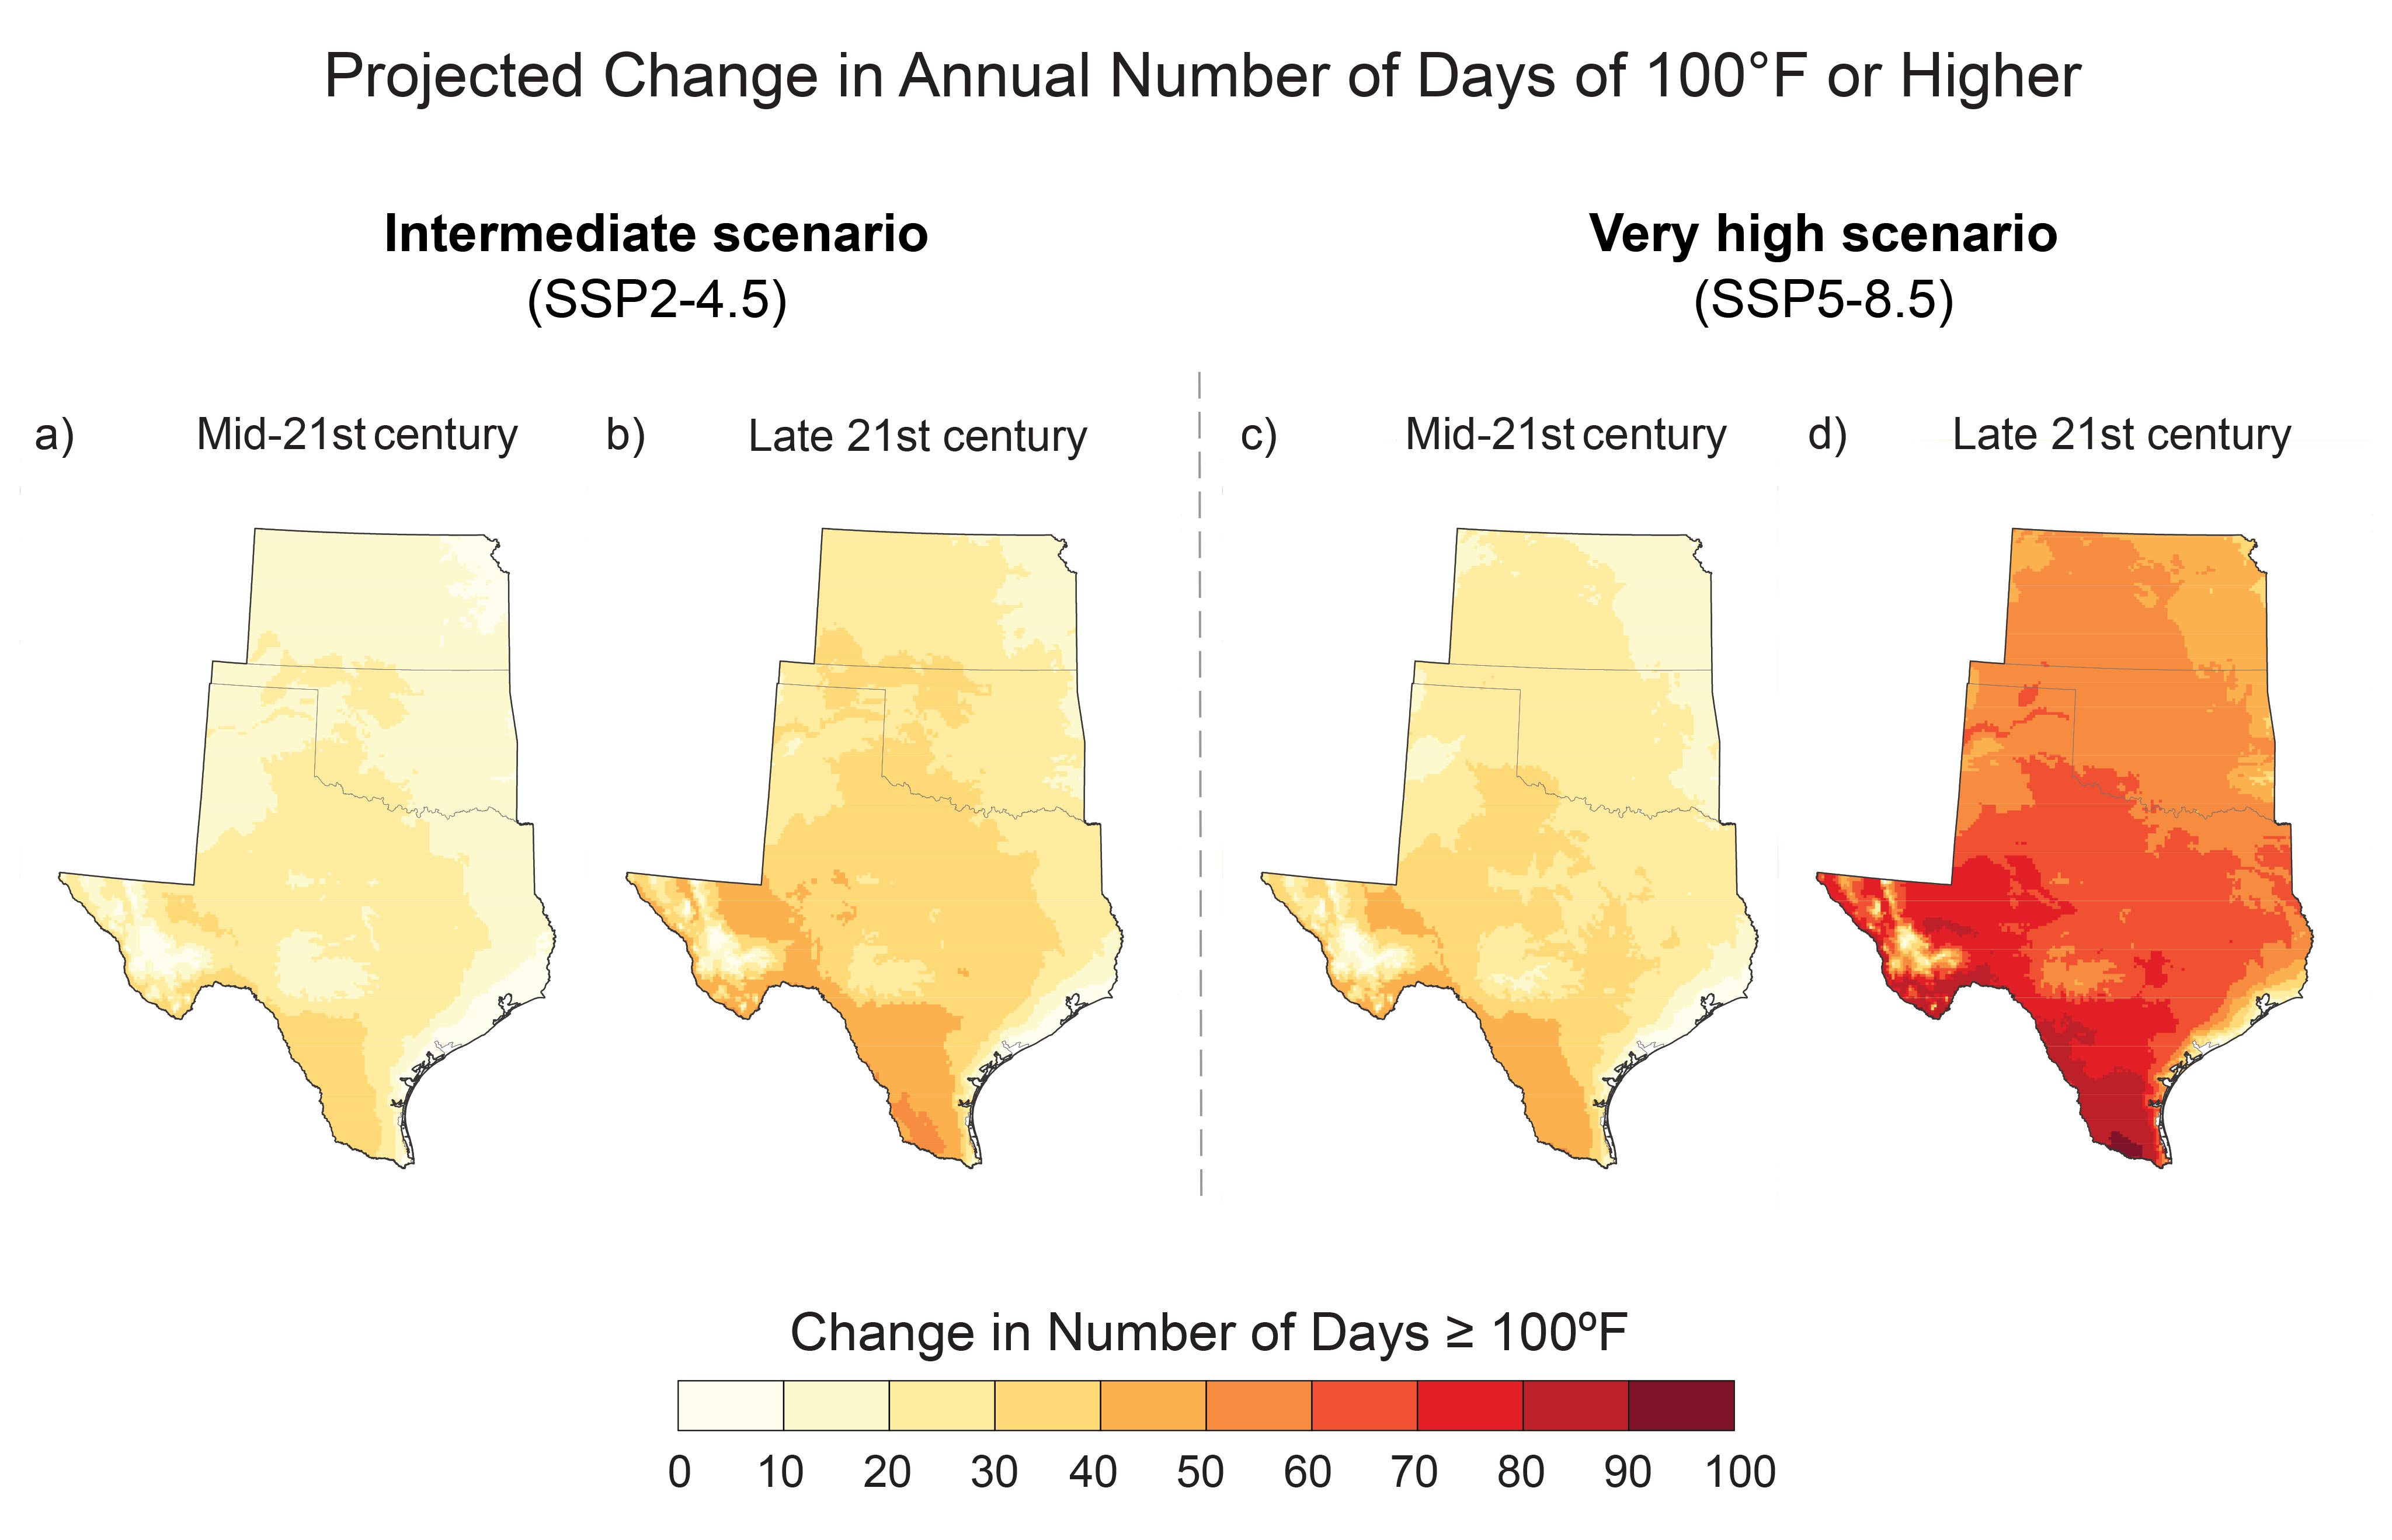 Projected Change in Annual Number of Days of 100°F or Higher
Intermediate scenario
(SSP2-4.5)
Very high scenario
(SSP5-8.5)
a) Mid-21st century
b) Late 21st century
c) Mid-21st century
d) Late 21st century
Change in Number of Days ≥ 100ºF
0 10 20 30 40 50 60 70 80 90 100